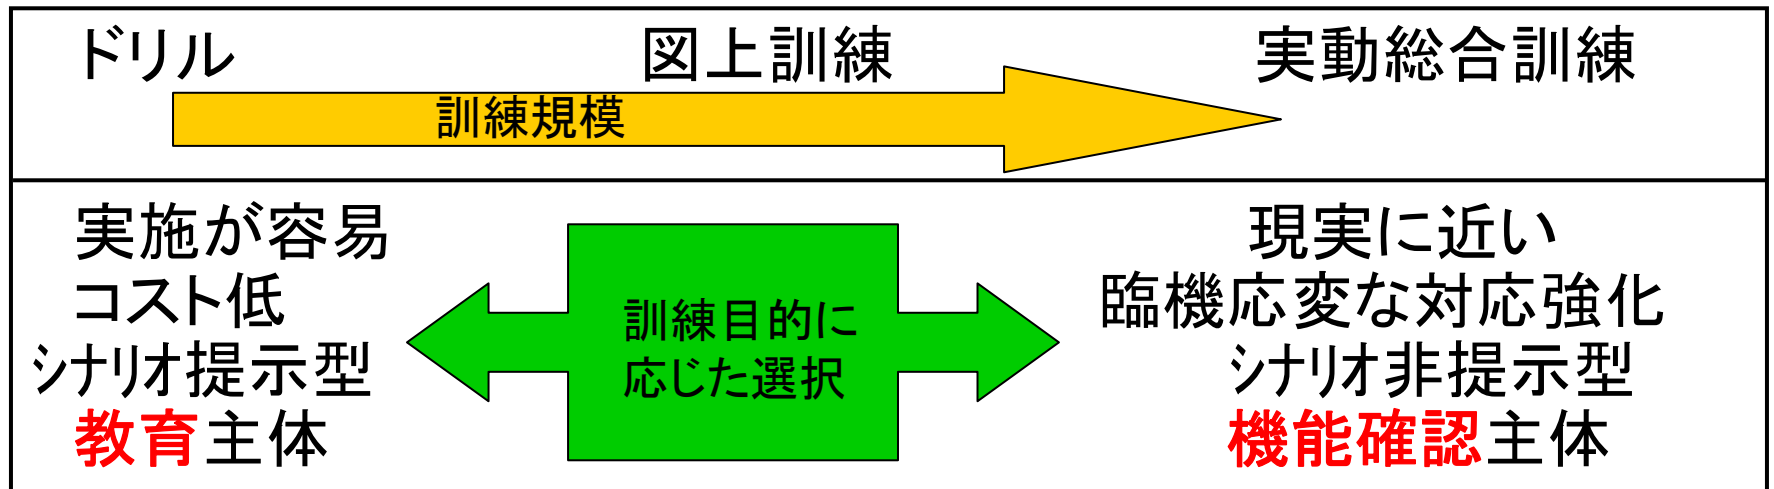 ドリル
図上訓練
実動総合訓練
訓練規模
実施が容易
コスト低
シナリオ提示型
教育主体
訓練目的に
応じた選択
現実に近い
臨機応変な対応強化
シナリオ非提示型
機能確認主体